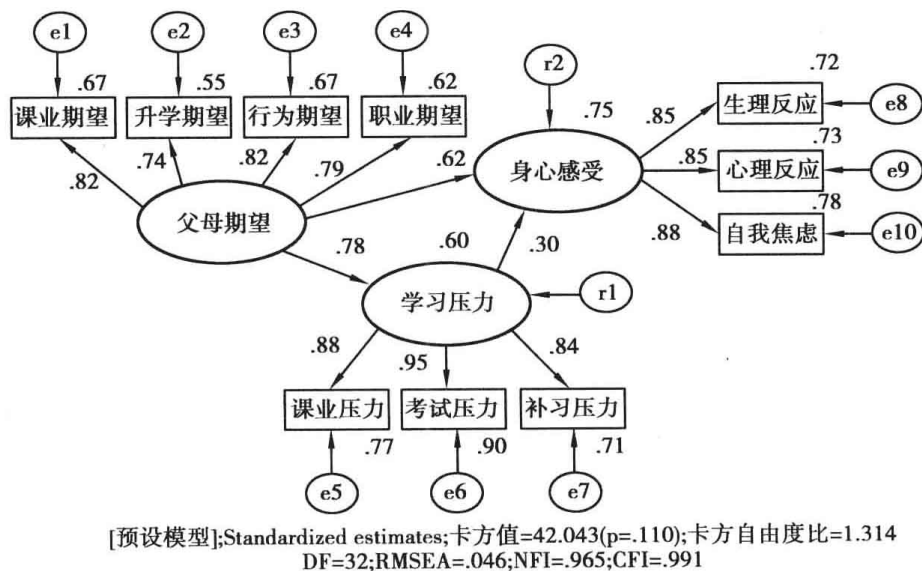 e1 e2 e3 e4
.67 .55 .67 .62 r2 .72
课业期望 升学期望 行为期望 职业期望 .75 .85 生理反应 e8
.73
.82 .74 .82 .79 .62 身心感受 .85 心理反应 e9
.78
父母期望 .88 自我焦虑 e10
.78 .60 .30
学习压力 r1
.88 .95 .84
课业压力 考试压力 补习压力
.77 .90 .71
e5 e6 e7
[预设模型];Standardized estimates;卡方值=42.043(p=.110);卡方自由度比=1.314
DF=32;RMSEA=.046;NFI=.965;CFI=.991